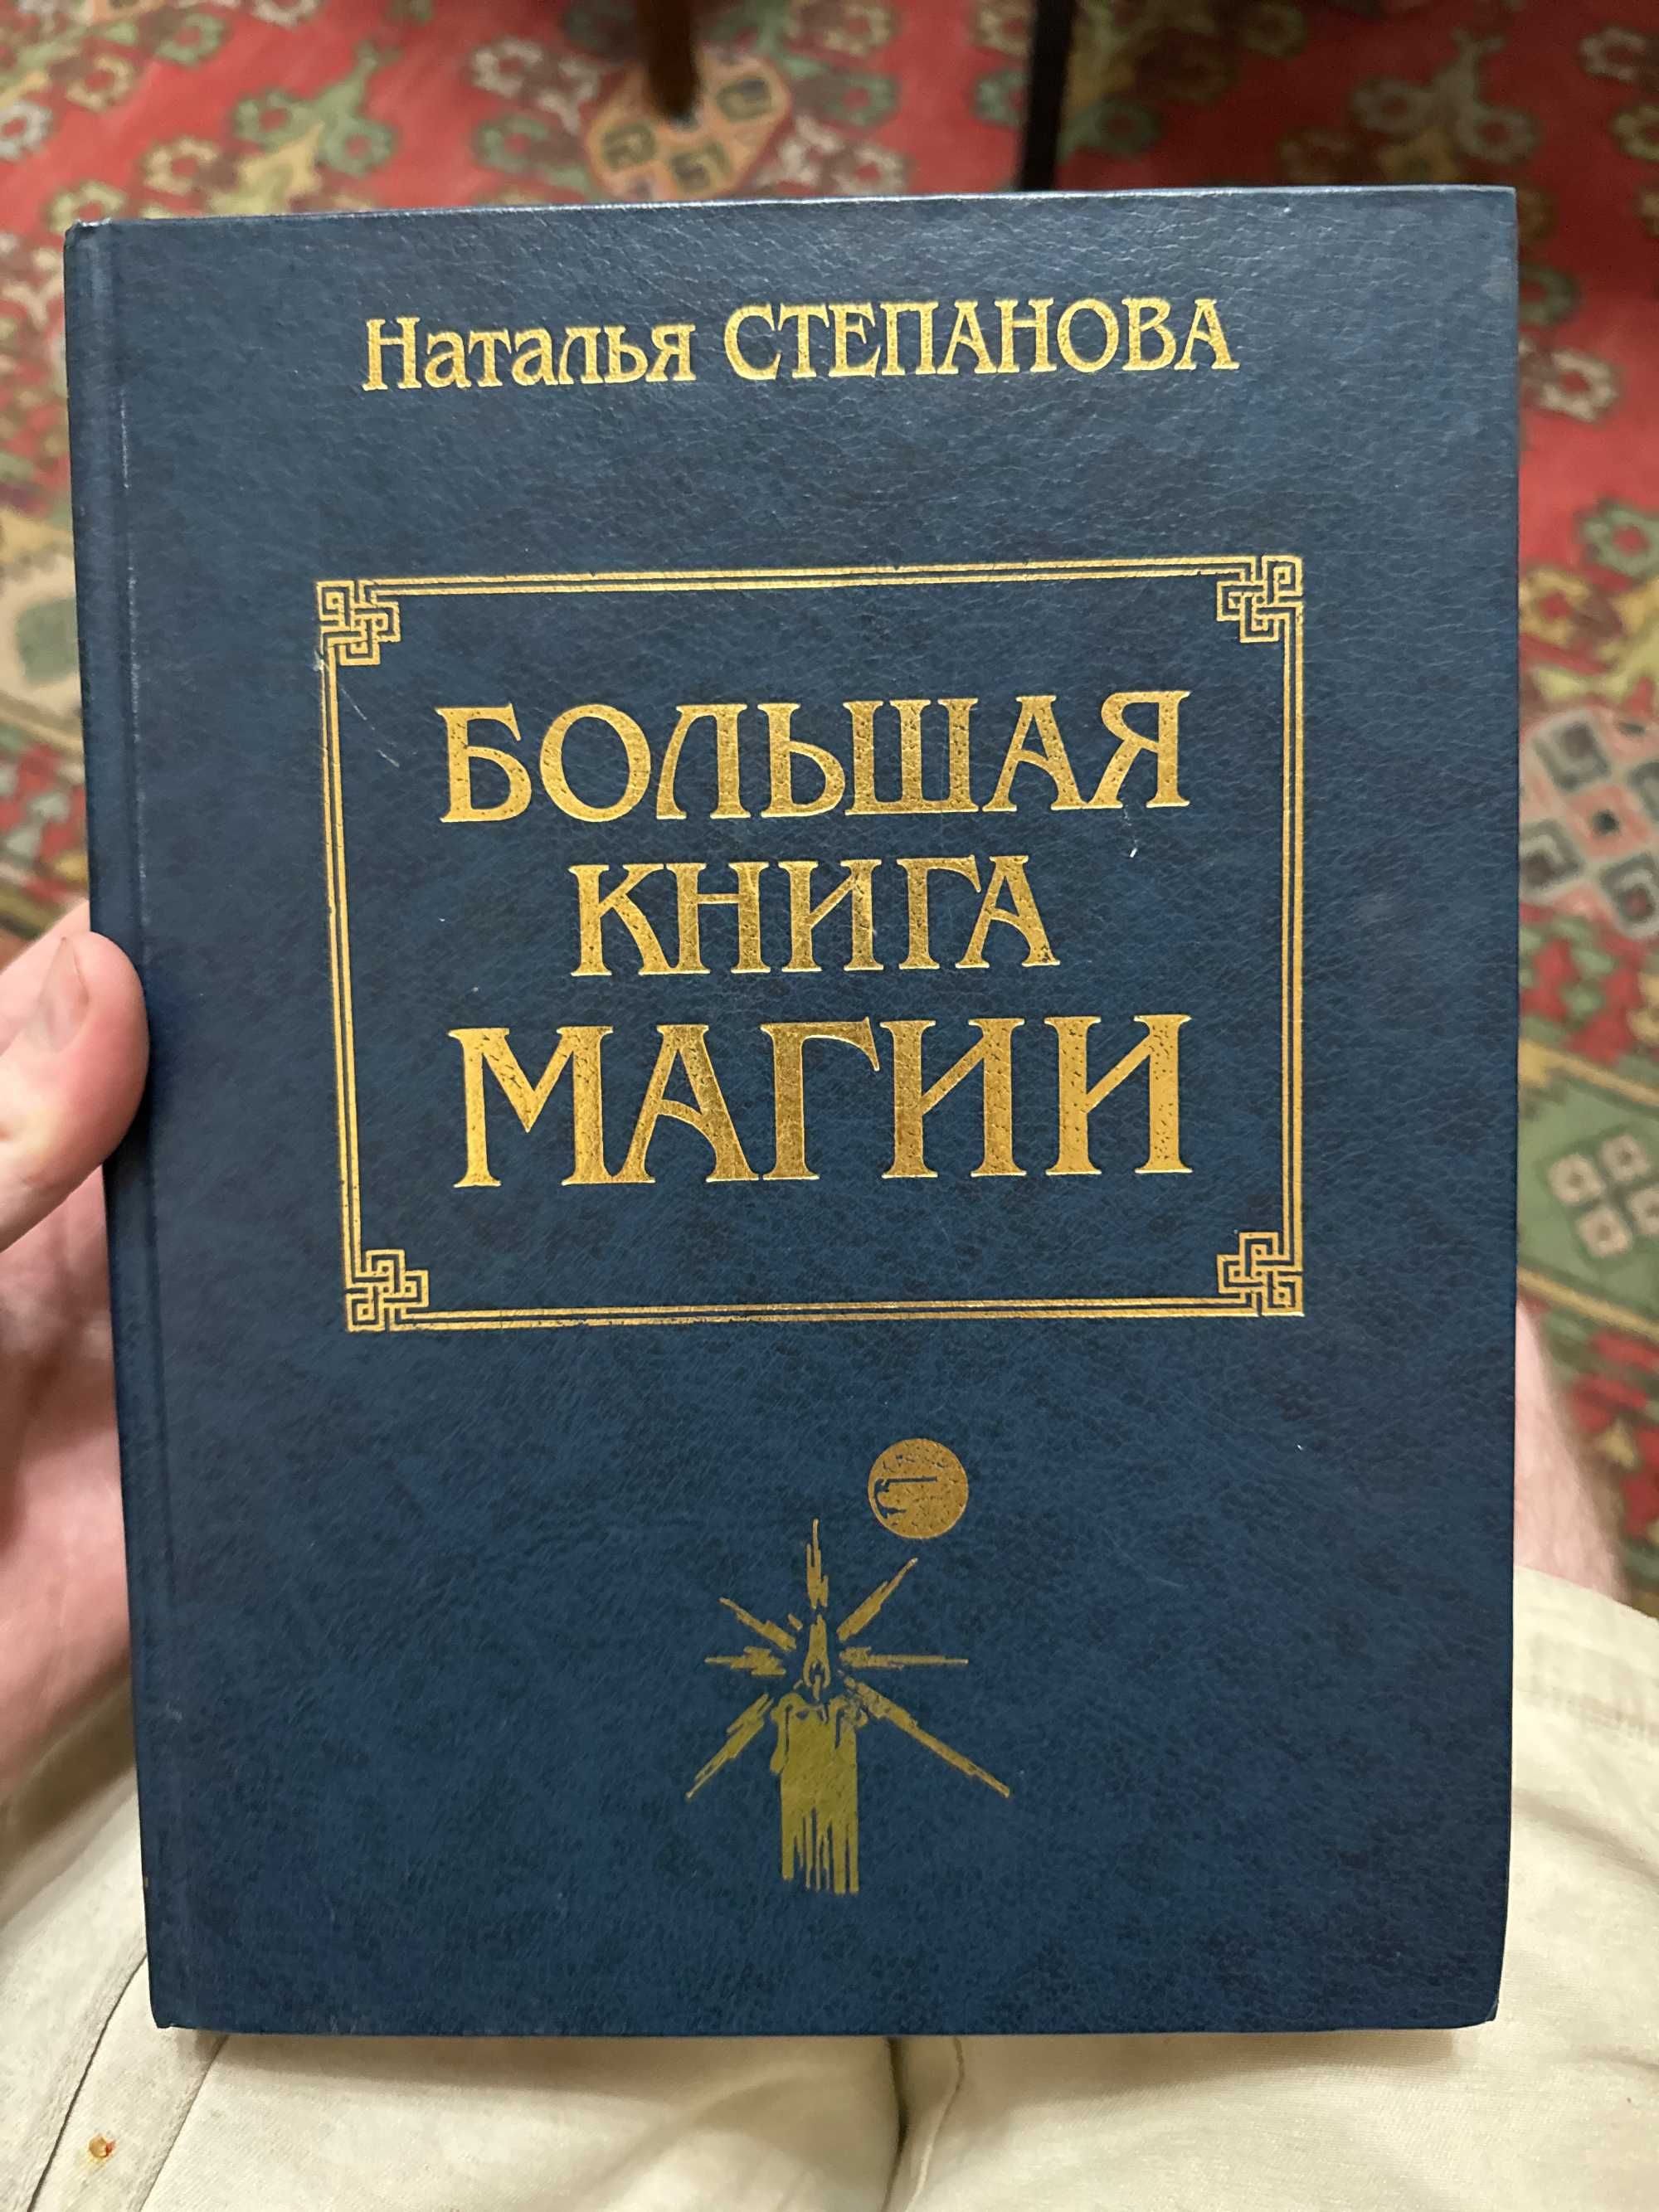 Наталья СТЕПАНОВА
БОЛЬШАЯ
КНИГА
МАГИИ